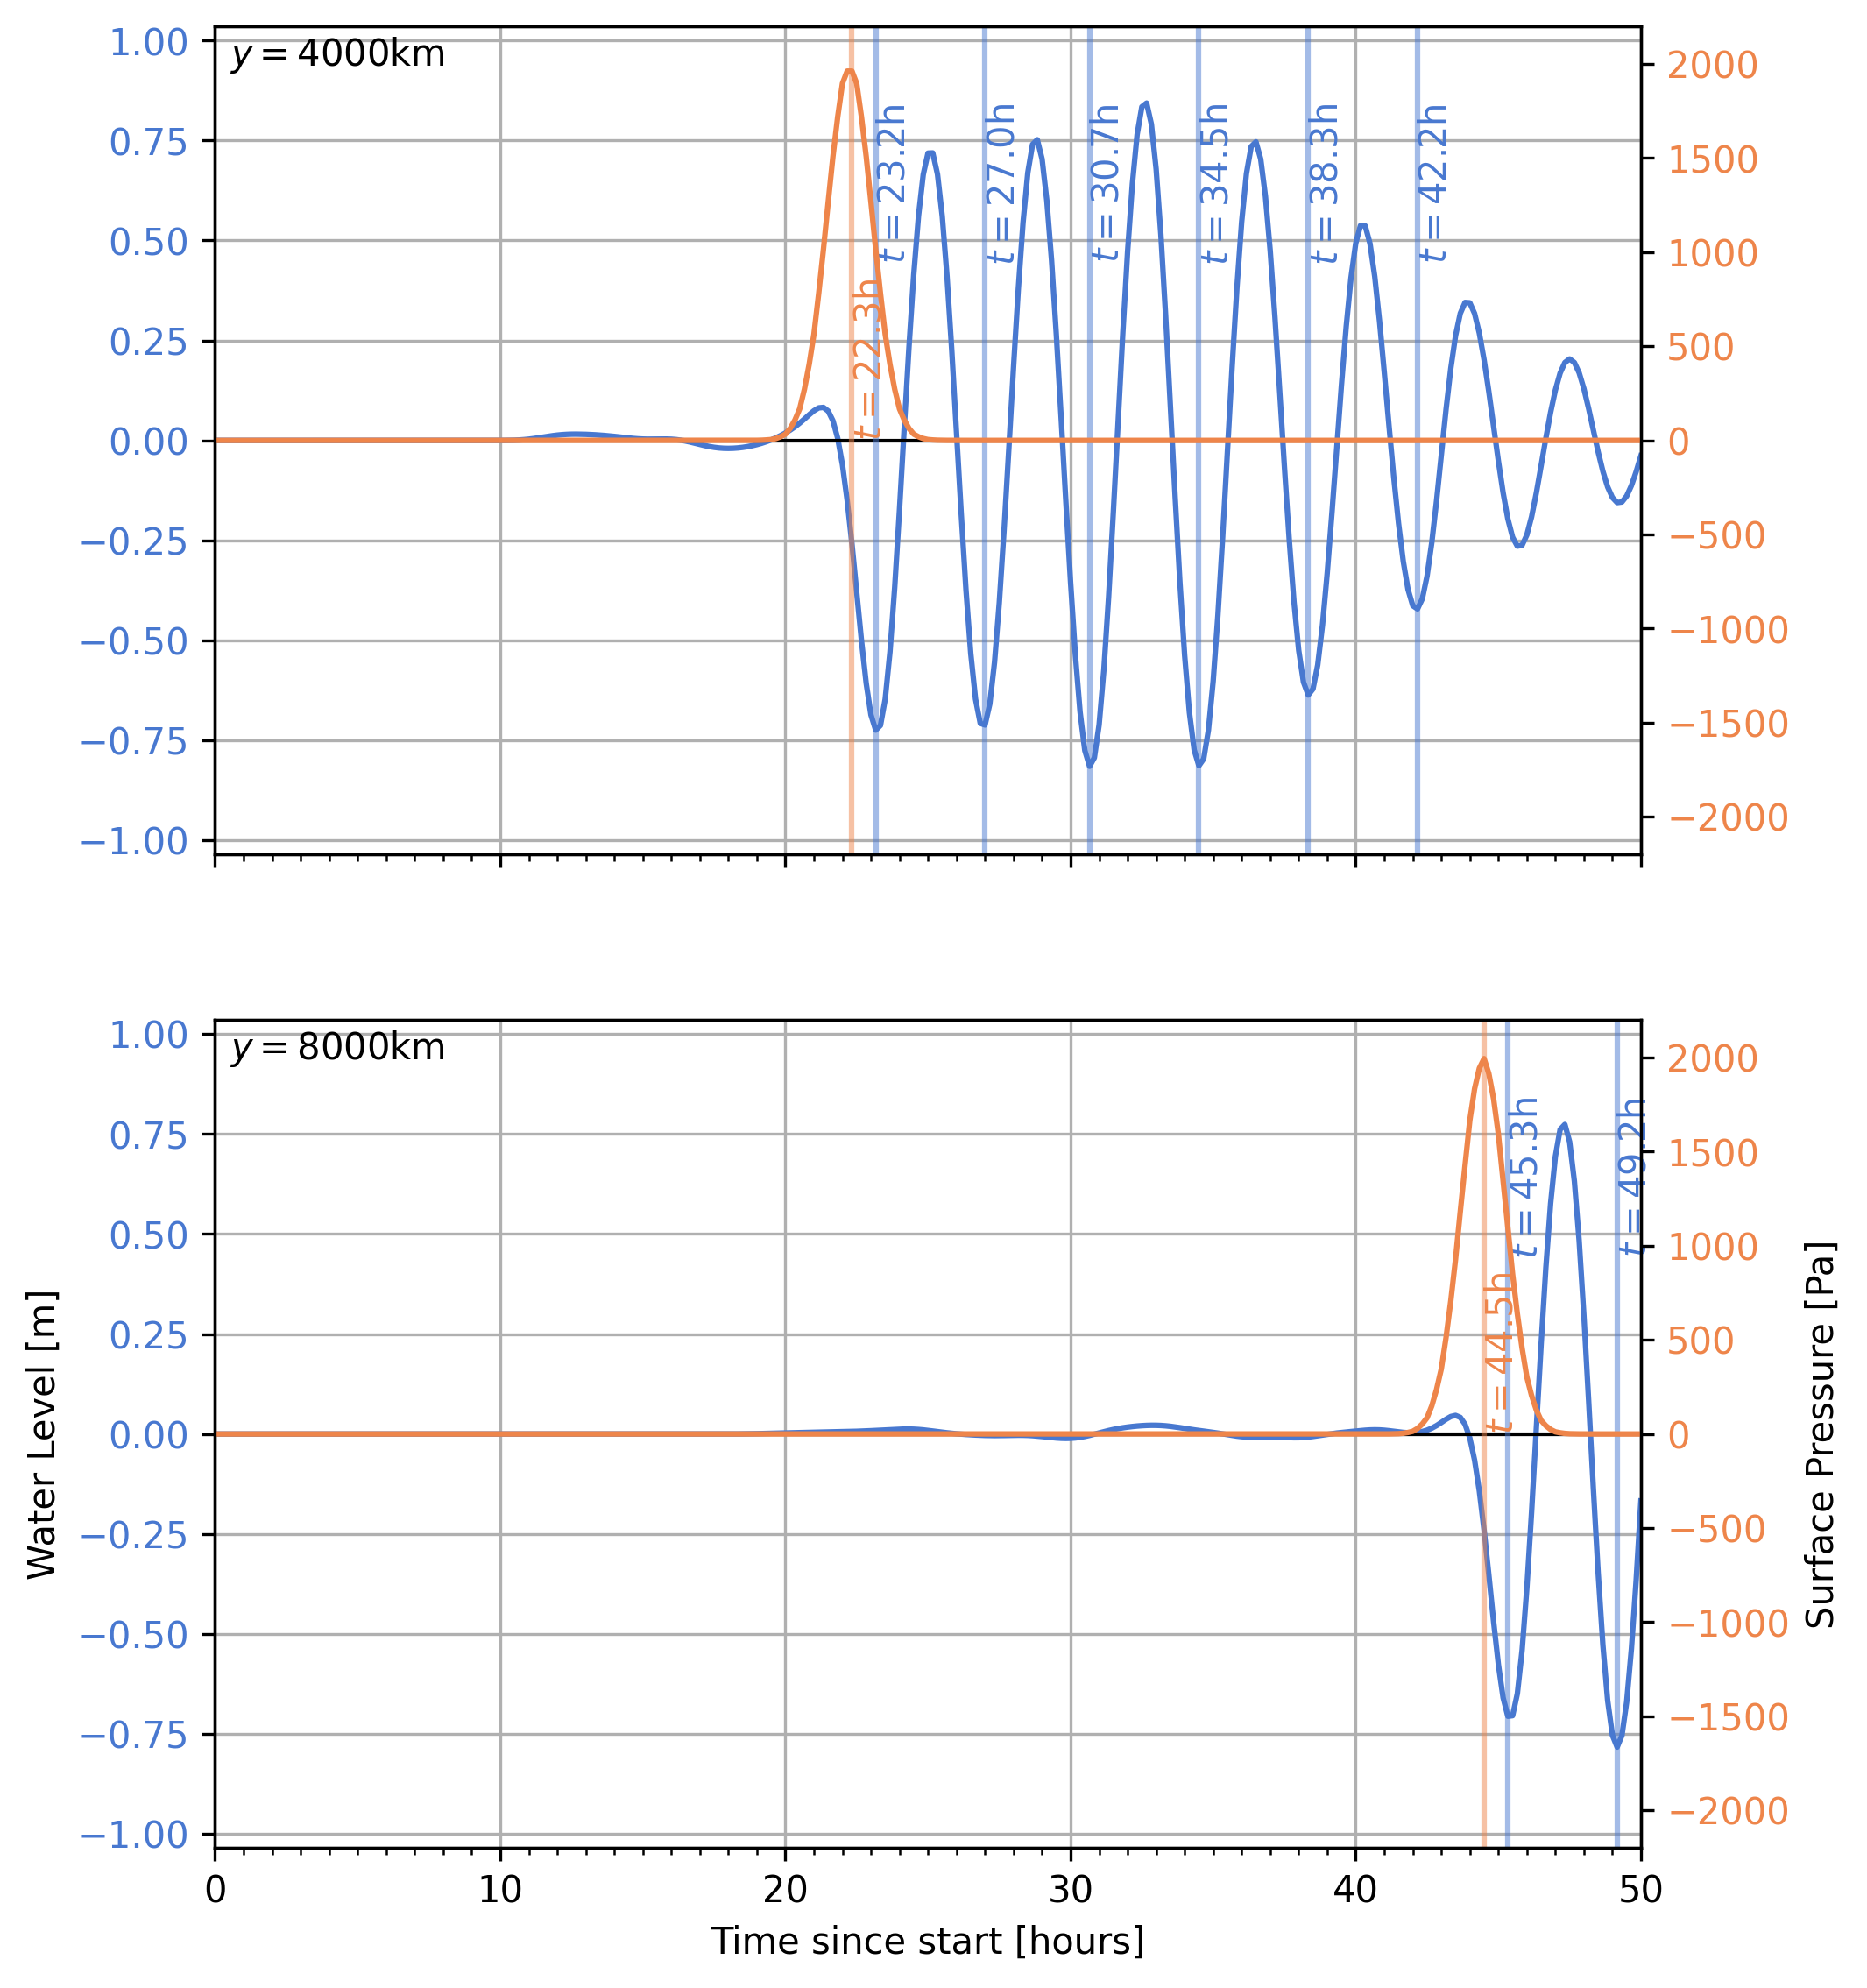 y = 4000km
1.00
0.75
0.50
0.25
0.00
−0.25
−0.50
−0.75
−1.00
2000
1500
1000
500
0
−500
−1000
−1500
−2000
t = 22.3h
t = 23.2h
t = 27.0h
t = 30.7h
t = 34.5h
t = 38.3h
t = 42.2h
y = 8000km
1.00
0.75
0.50
0.25
0.00
−0.25
−0.50
−0.75
−1.00
2000
1500
1000
500
0
−500
−1000
−1500
−2000
t = 44.5h
t = 45.3h
t = 49.2h
0 10 20 30 40 50
Time since start [hours]
Water Level [m]
Surface Pressure [Pa]